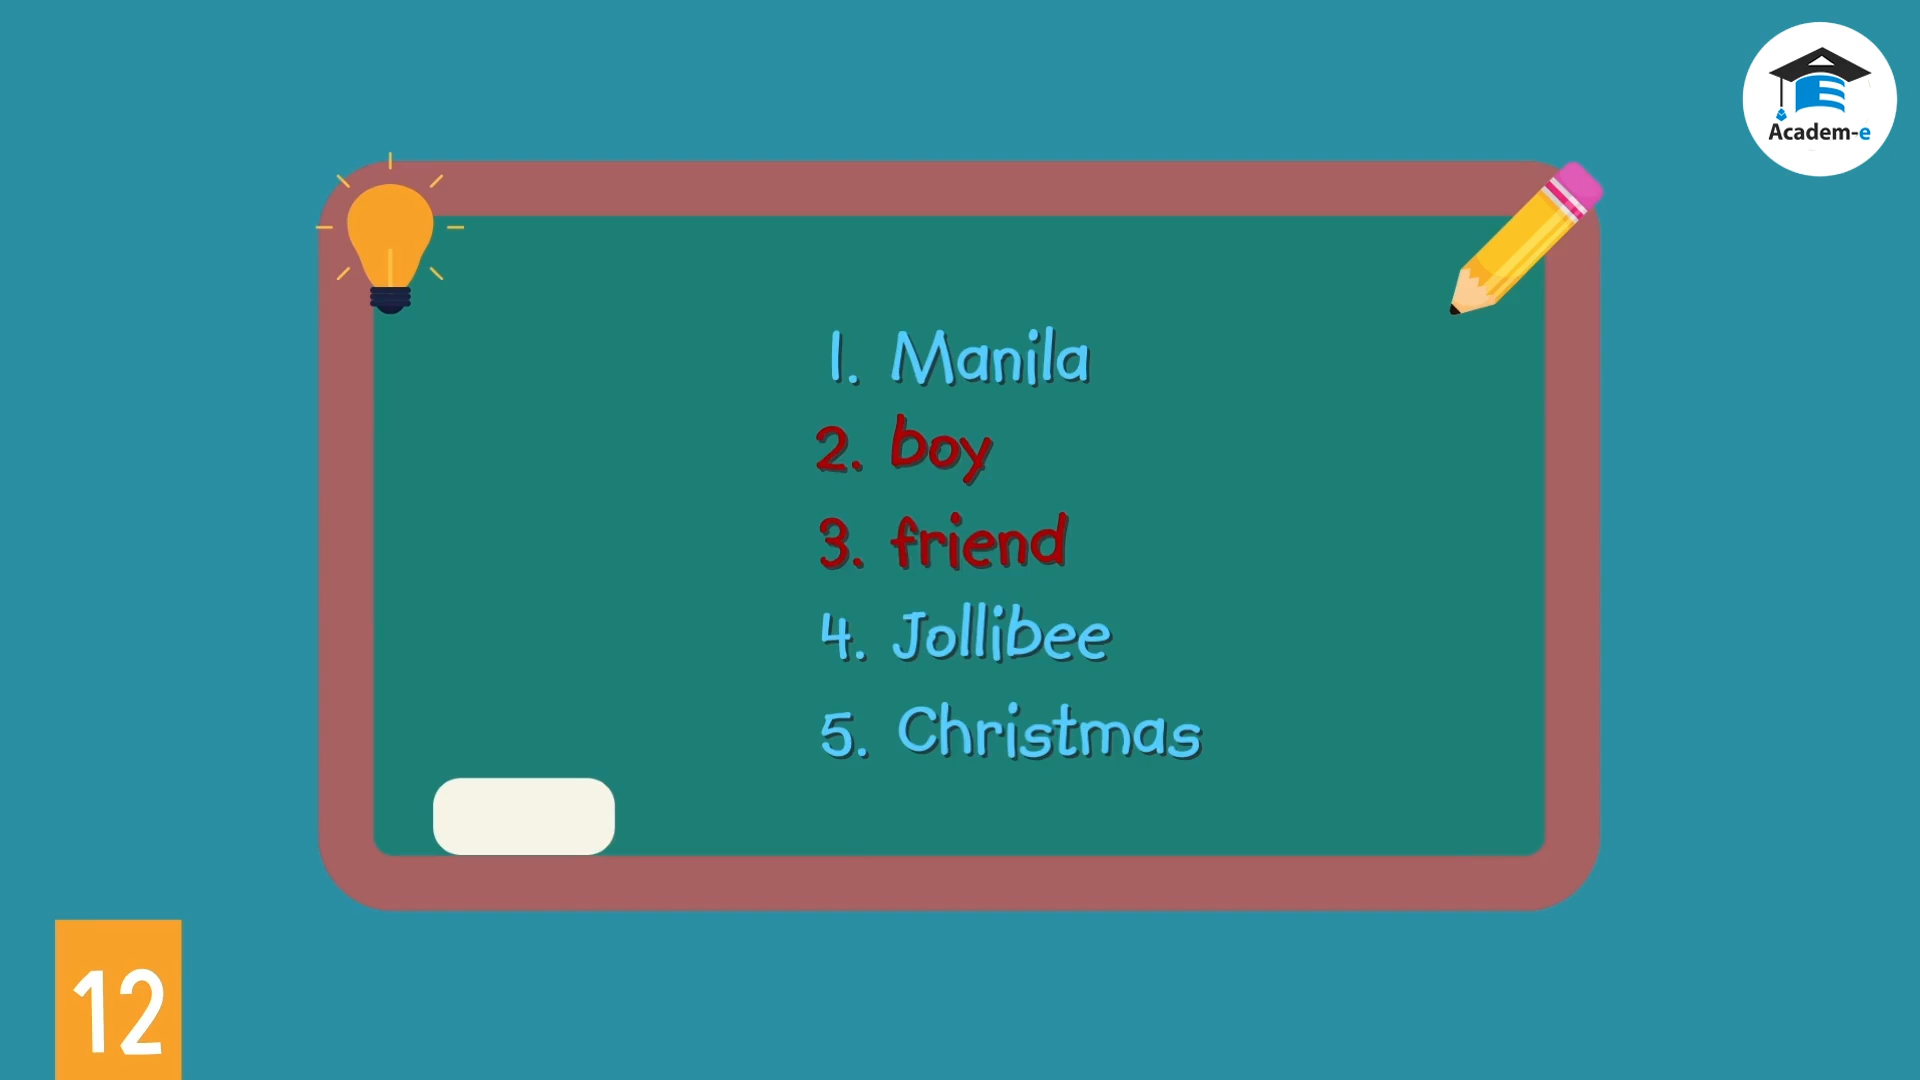 Academ-e
1. Manila
2. boy
3. friend
4. Jollibee
5. Christmas
12